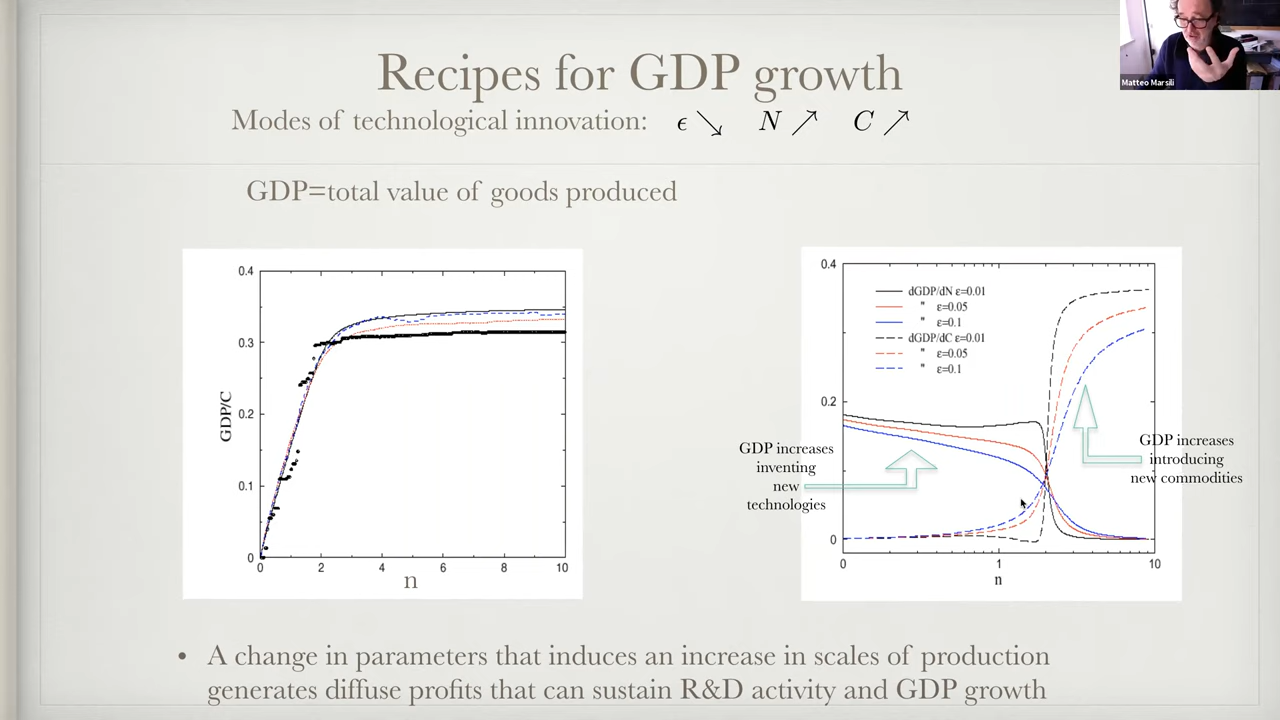 Matteo Marsili
Recipes for GDP growth
Modes of technological innovation: ϵ ↘ N ↗ C ↗
GDP=total value of goods produced
0.4
0.3
0.2
0.1
0
GDP/C
0 2 4 6 8 10
n
0.4
0.2
0
dGDP/dN ε=0.01
" ε=0.05
" ε=0.1
dGDP/dC ε=0.01
" ε=0.05
" ε=0.1
0 1 10
n
GDP increases
inventing
new
technologies
GDP increases
introducing
new commodities
• A change in parameters that induces an increase in scales of production
generates diffuse profits that can sustain R&D activity and GDP growth